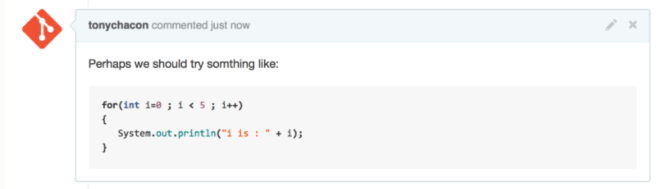 tonychacon commented just now
Perhaps we should try somthing like:
for(int i=0 ; i < 5 ; i++)
{
   System.out.println("i is : " + i);
}